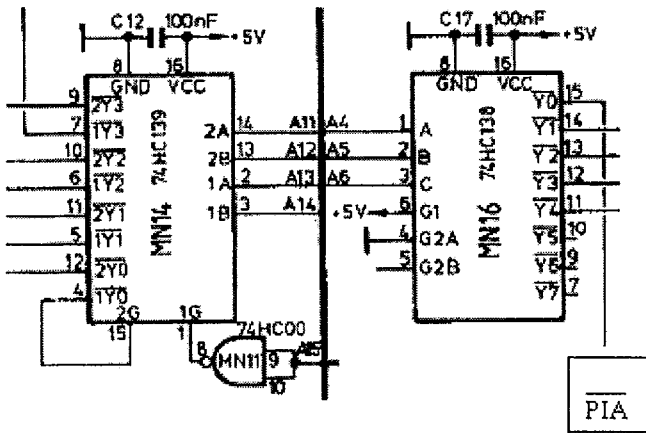 C12 100nF
+5V
8 16
GND VCC
9 2Y3
7 1Y3
10 2Y2
6 1Y2
11 2Y1
5 1Y1
12 2Y0
4 1Y0
2G 1G
15 1
74HC139
MN14
2A 14 A11
2B 13 A12
1A 2 A13
1B 3 A14
74HC00
8 MN11 9
10
A15
C17 100nF
+5V
8 16
GND VCC
A4 1 A
A5 2 B
A6 3 C
+5V 6 G1
4 G2A
5 G2B
74HC138
MN16
Y0 15
Y1 14
Y2 13
Y3 12
Y4 11
Y5 10
Y6 9
Y7 7
PIA